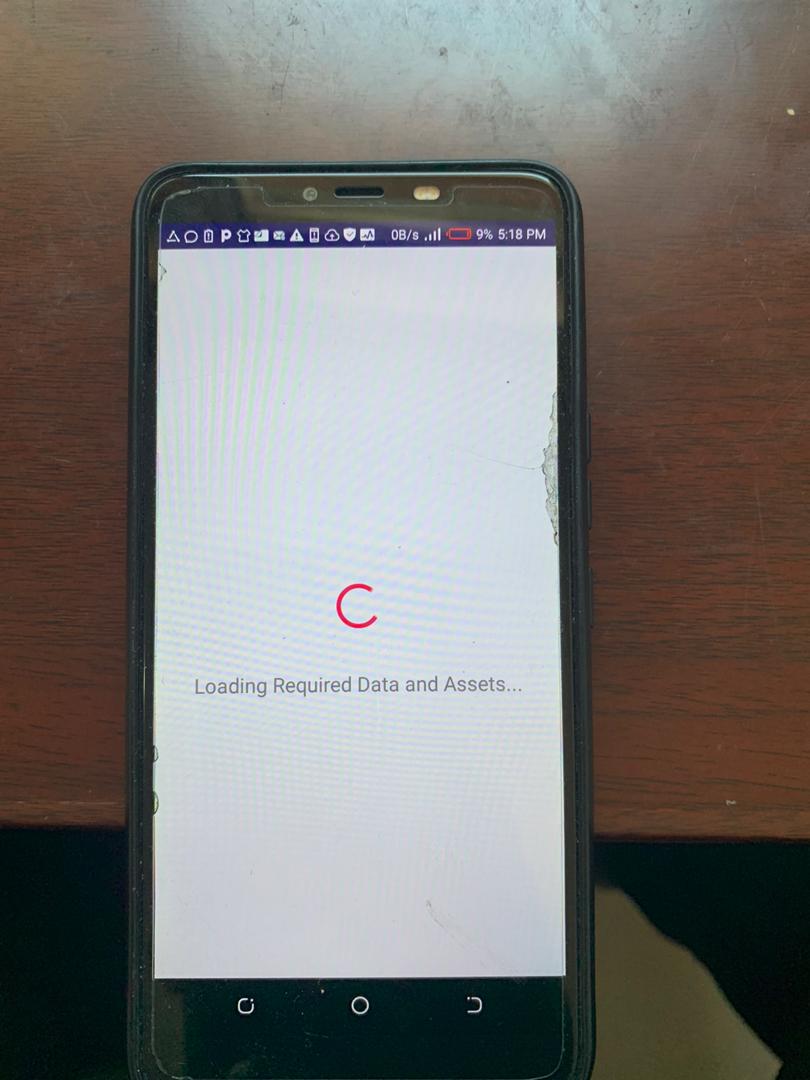 0B/s 9% 5:18 PM
Loading Required Data and Assets...